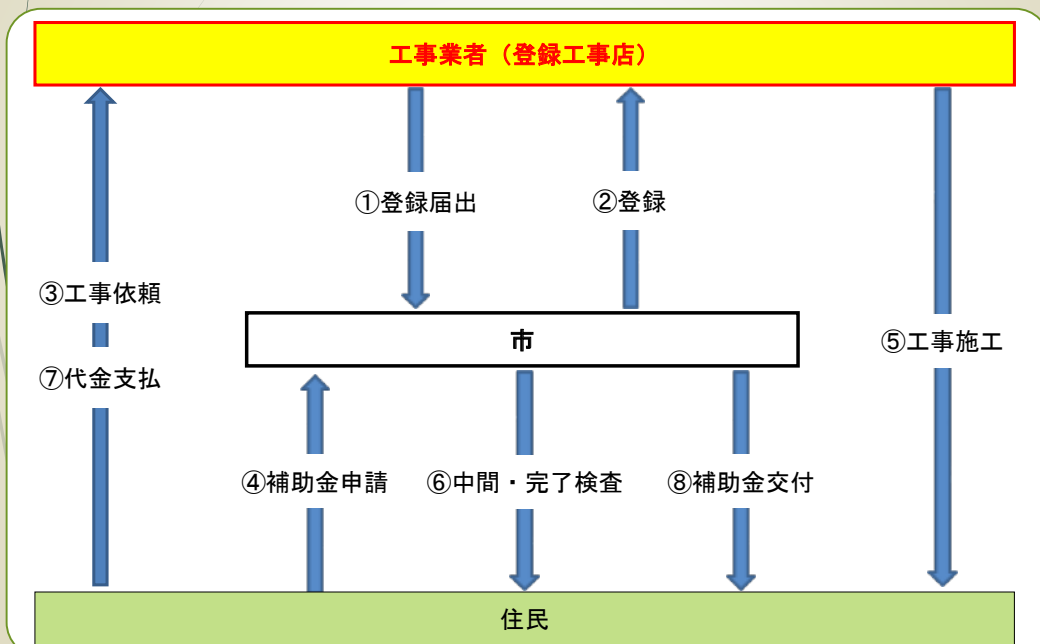 工事業者（登録工事店）
①登録届出
②登録
③工事依頼
市
⑤工事施工
⑦代金支払
④補助金申請
⑥中間・完了検査
⑧補助金交付
住民